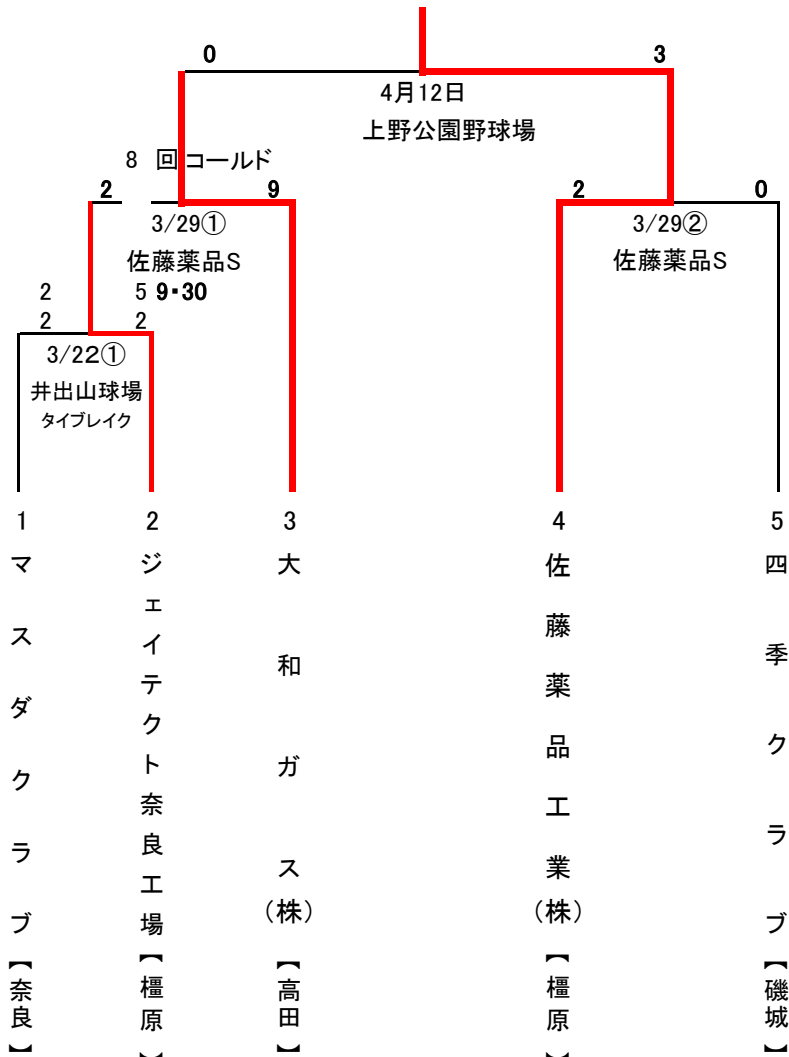 0 3
4月12日
上野公園野球場
8 回コールド
2 9 2 0
3/29① 3/29②
佐藤薬品S 佐藤薬品S
2 5 9・30
2 2
3/22①
井出山球場
タイブレイク
1 2 3 4 5
マスダクラブ【奈良】
ジェイテクト奈良工場【橿原】
大和ガス(株)【高田】
佐藤薬品工業(株)【橿原】
四季クラブ【磯城】